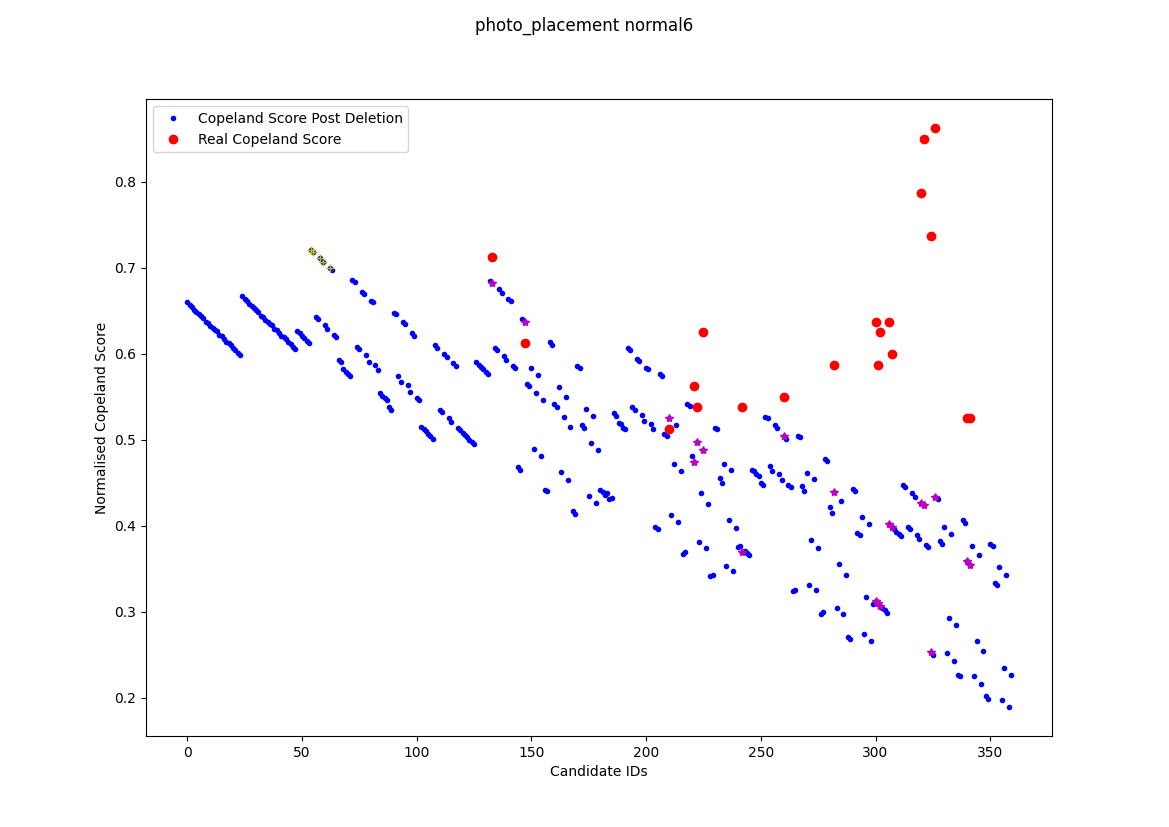 photo_placement normal6
Copeland Score Post Deletion
Real Copeland Score
Normalised Copeland Score
0.8
0.7
0.6
0.5
0.4
0.3
0.2
0 50 100 150 200 250 300 350
Candidate IDs